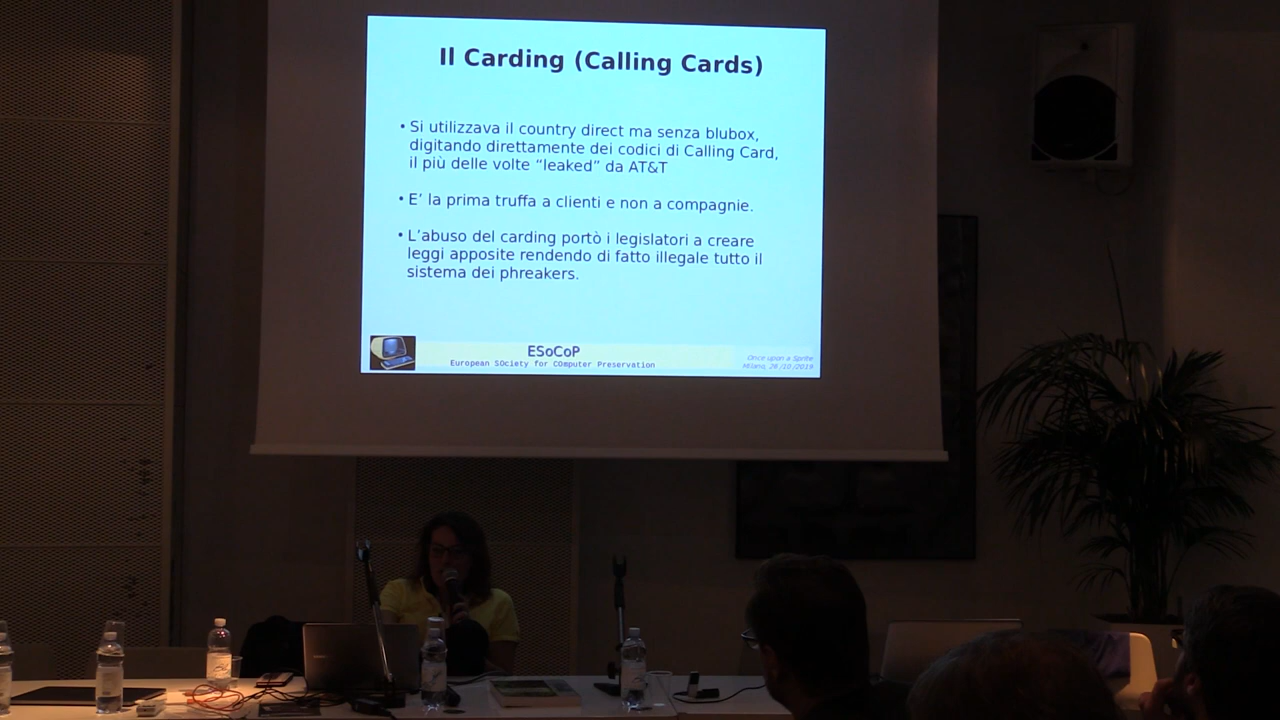 Il Carding (Calling Cards)
• Si utilizzava il country direct ma senza blubox,
digitando direttamente dei codici di Calling Card,
il più delle volte “leaked” da AT&T
• E’ la prima truffa a clienti e non a compagnie.
• L’abuso del carding portò i legislatori a creare
leggi apposite rendendo di fatto illegale tutto il
sistema dei phreakers.
ESoCoP
European SOciety for COmputer Preservation
Once upon a Sprite
Milano, 26/10/2019